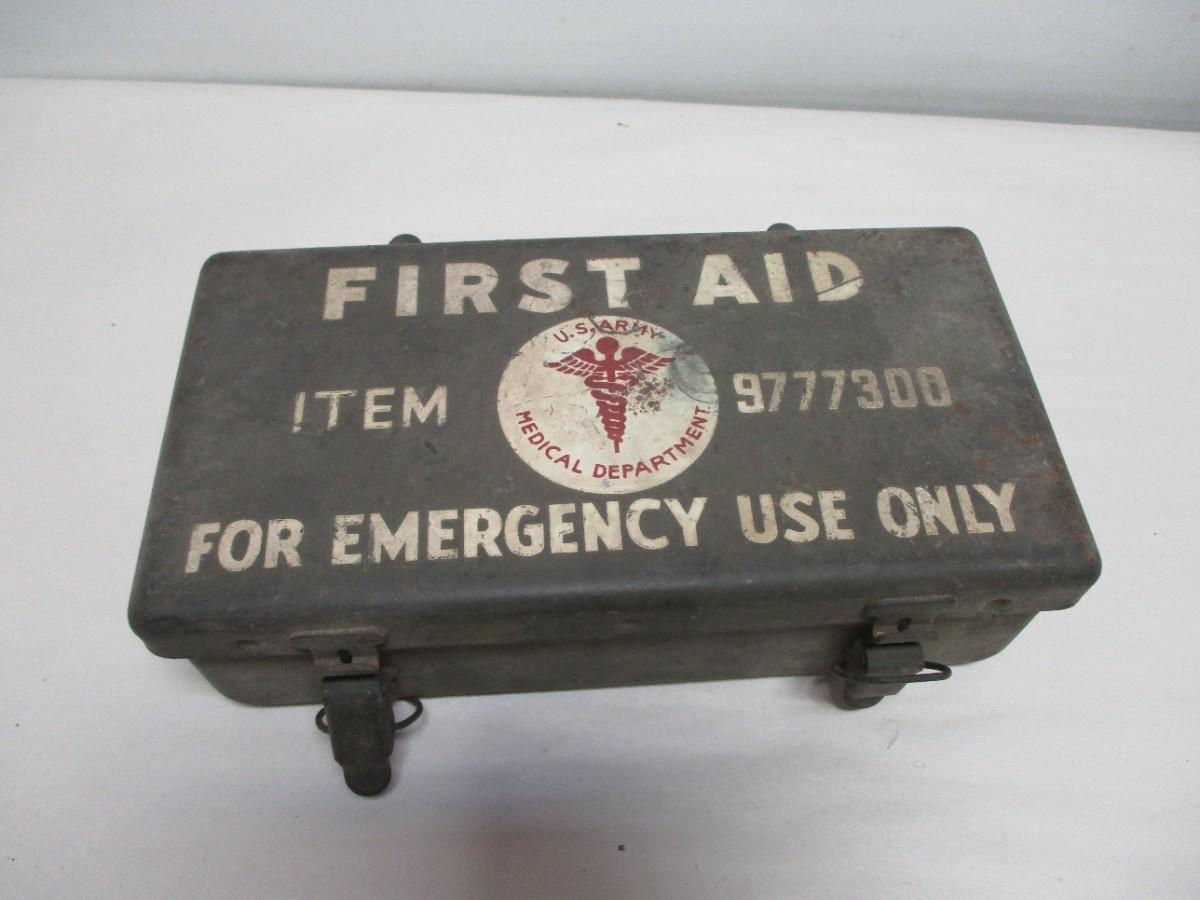 FIRST AID
U.S. ARMY
ITEM 9777300
MEDICAL DEPARTMENT
FOR EMERGENCY USE ONLY